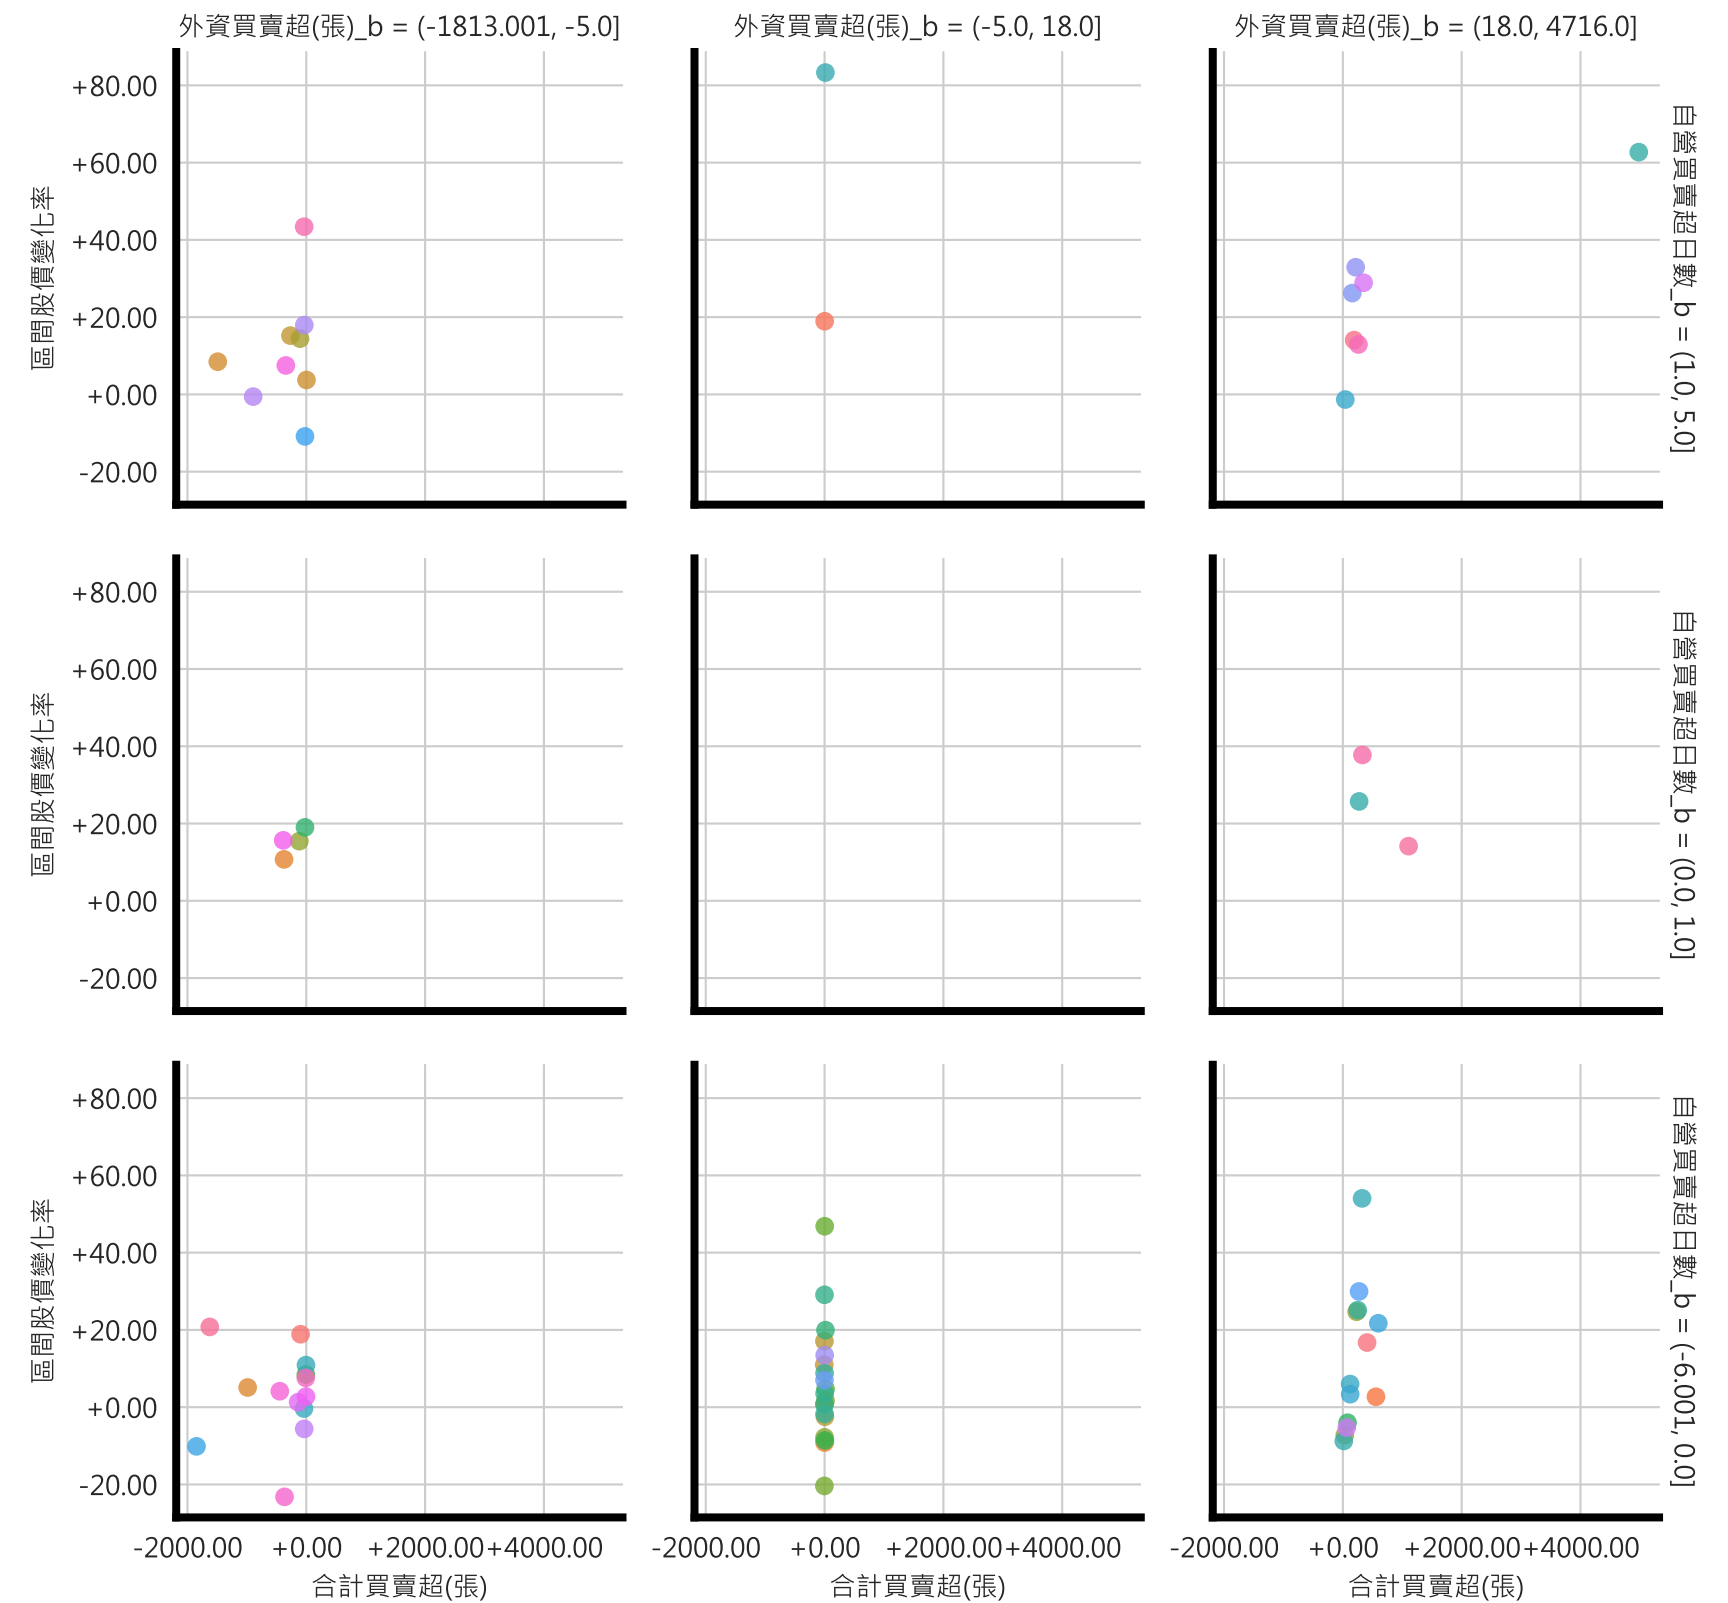 外資買賣超(張)_b = (-1813.001, -5.0]
外資買賣超(張)_b = (-5.0, 18.0]
外資買賣超(張)_b = (18.0, 4716.0]
+80.00
+60.00
+40.00
+20.00
+0.00
-20.00
區間股價變化率
自營買賣超日數_b = (1.0, 5.0]
+80.00
+60.00
+40.00
+20.00
+0.00
-20.00
區間股價變化率
自營買賣超日數_b = (0.0, 1.0]
+80.00
+60.00
+40.00
+20.00
+0.00
-20.00
區間股價變化率
自營買賣超日數_b = (-6.001, 0.0]
-2000.00 +0.00 +2000.00 +4000.00
-2000.00 +0.00 +2000.00 +4000.00
-2000.00 +0.00 +2000.00 +4000.00
合計買賣超(張)
合計買賣超(張)
合計買賣超(張)